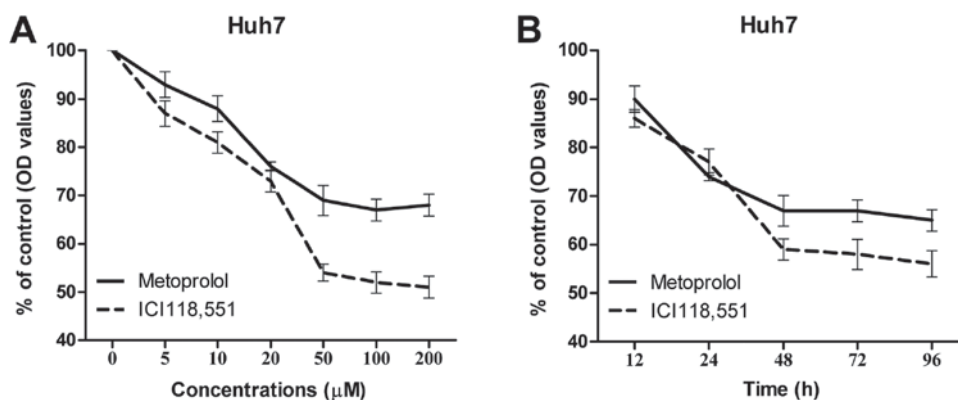 A
Huh7
% of control (OD values)
100
90
80
70
60
50
40
Metoprolol
ICI118,551
0 5 10 20 50 100 200
Concentrations (μM)
B
Huh7
% of control (OD values)
100
90
80
70
60
50
40
Metoprolol
ICI118,551
12 24 48 72 96
Time (h)